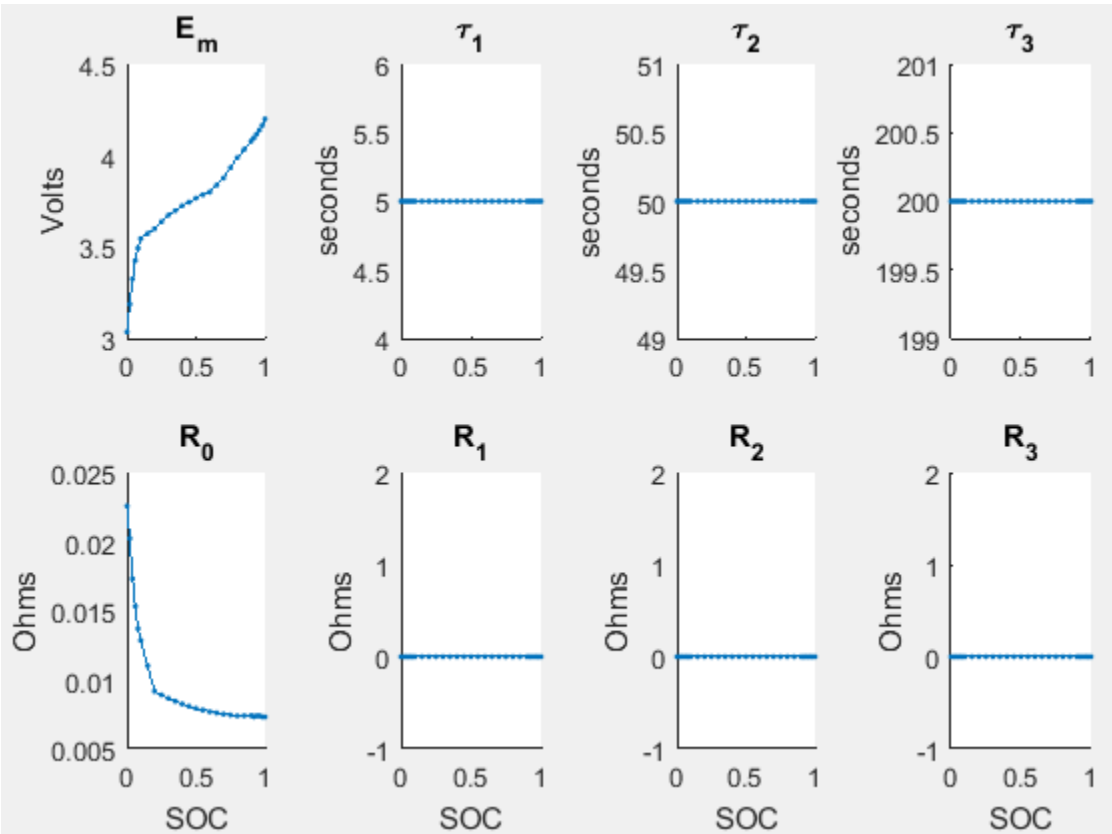 E_m
4.5
4
3.5
3
Volts
0 0.5 1
τ_1
6
5.5
5
4.5
4
seconds
0 0.5 1
τ_2
51
50.5
50
49.5
49
seconds
0 0.5 1
τ_3
201
200.5
200
199.5
199
seconds
0 0.5 1
R_0
0.025
0.02
0.015
0.01
0.005
Ohms
0 0.5 1
SOC
R_1
2
1
0
-1
Ohms
0 0.5 1
SOC
R_2
2
1
0
-1
Ohms
0 0.5 1
SOC
R_3
2
1
0
-1
Ohms
0 0.5 1
SOC